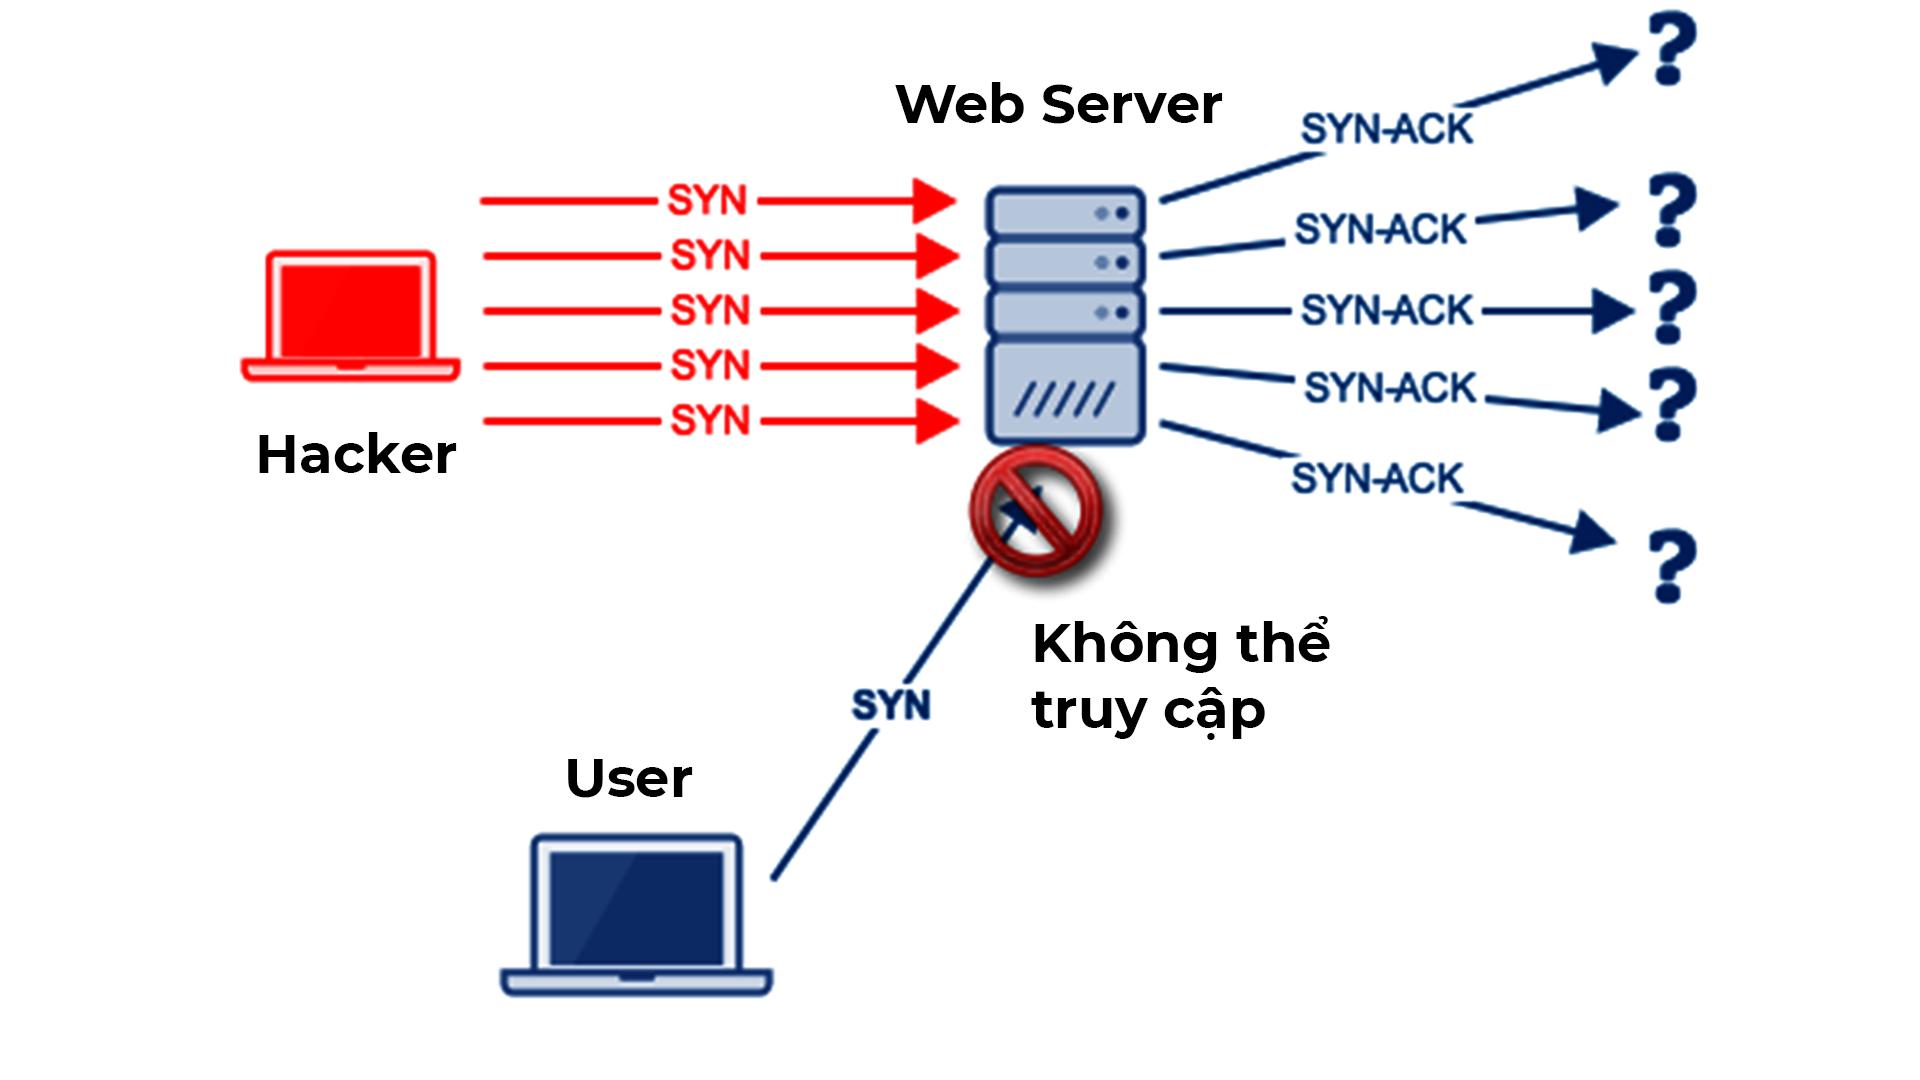 Web Server
SYN
SYN
SYN
SYN
SYN
SYN-ACK
SYN-ACK
SYN-ACK
SYN-ACK
SYN-ACK
?
?
?
?
?
Hacker
Không thể
truy cập
SYN
User